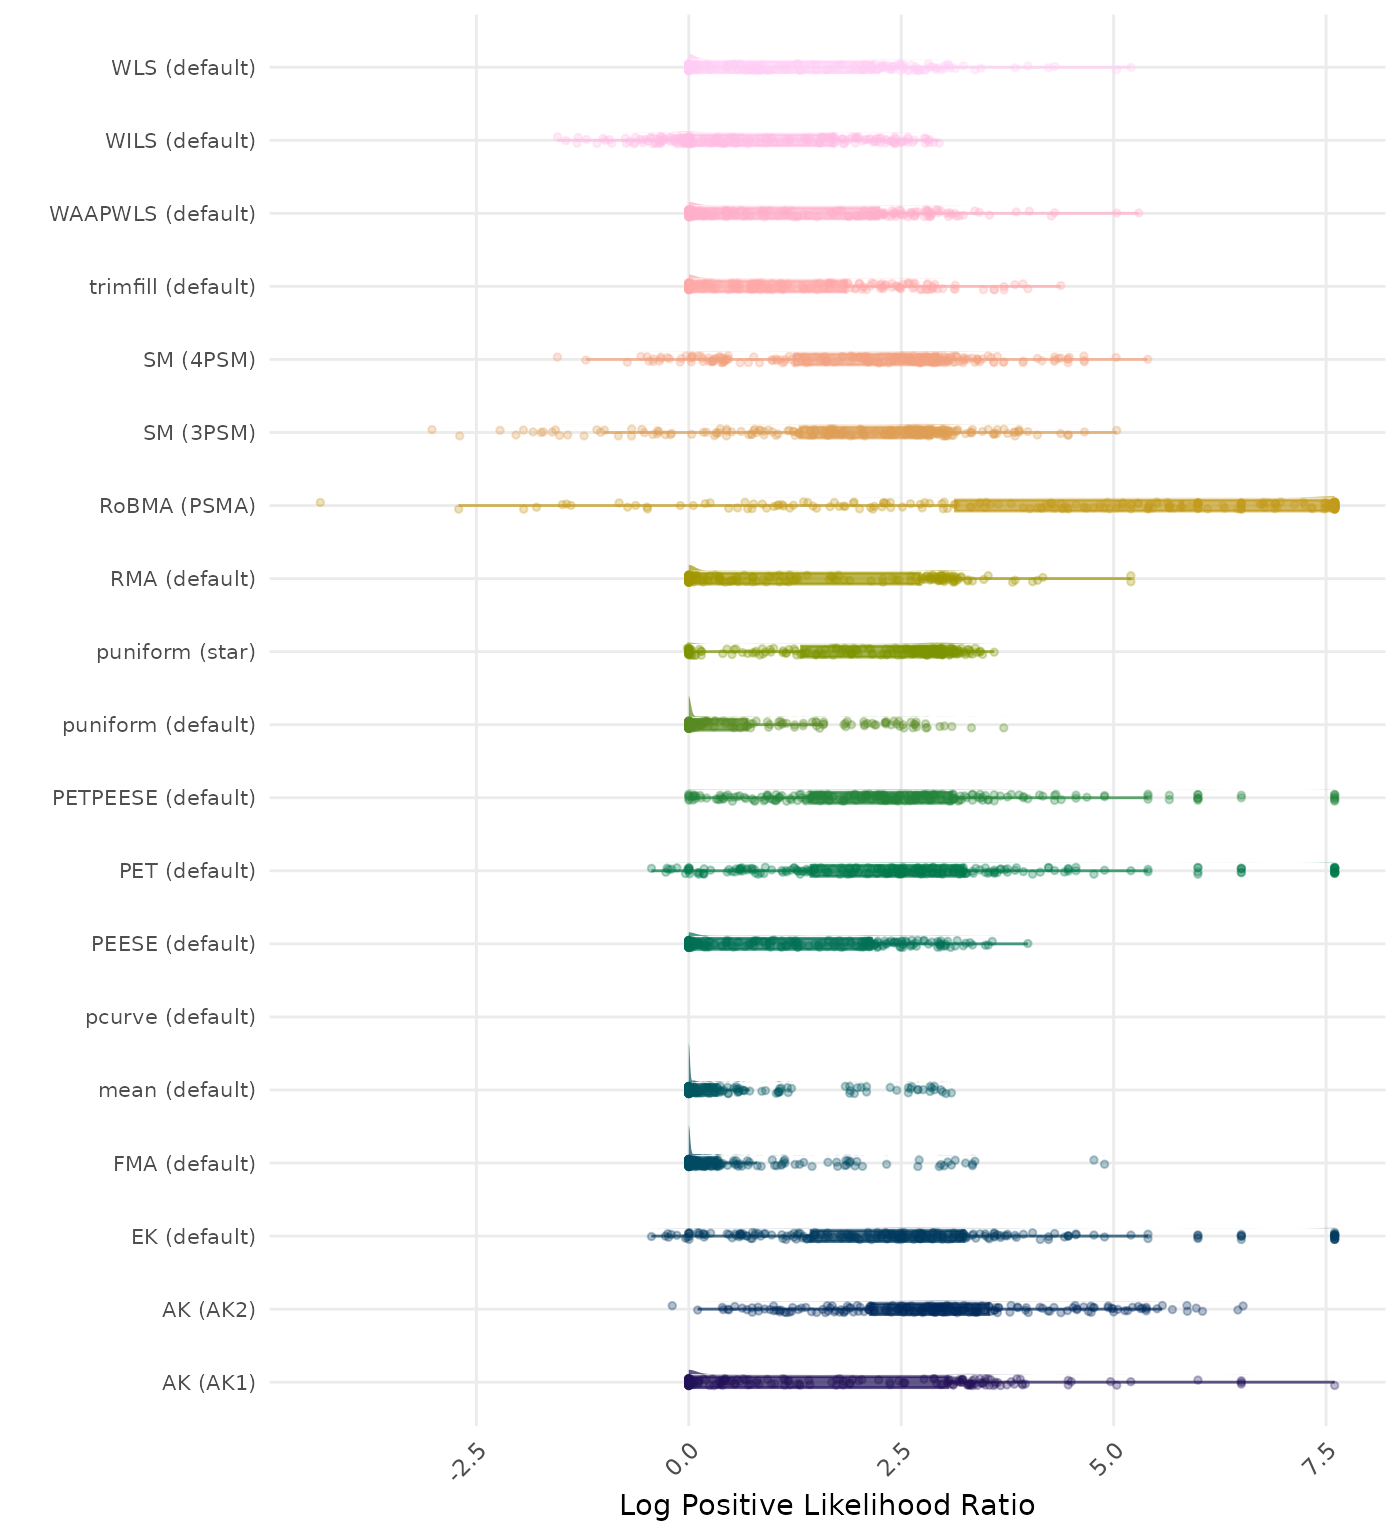 WLS (default)
WILS (default)
WAAPWLS (default)
trimfill (default)
SM (4PSM)
SM (3PSM)
RoBMA (PSMA)
RMA (default)
puniform (star)
puniform (default)
PETPEESE (default)
PET (default)
PEESE (default)
pcurve (default)
mean (default)
FMA (default)
EK (default)
AK (AK2)
AK (AK1)
-2.5 0.0 2.5 5.0 7.5
Log Positive Likelihood Ratio